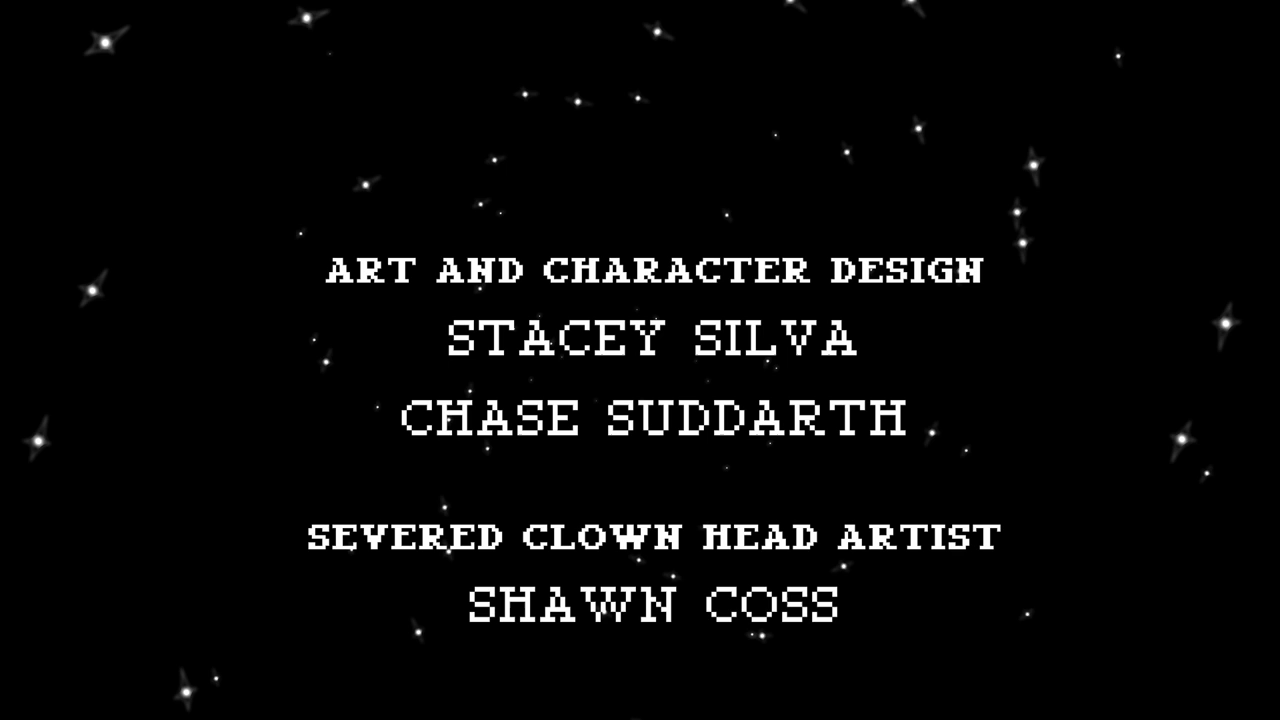 ART AND CHARACTER DESIGN
STACEY SILVA
CHASE SUDDARTH
SEVERED CLOWN HEAD ARTIST
SHAWN COSS